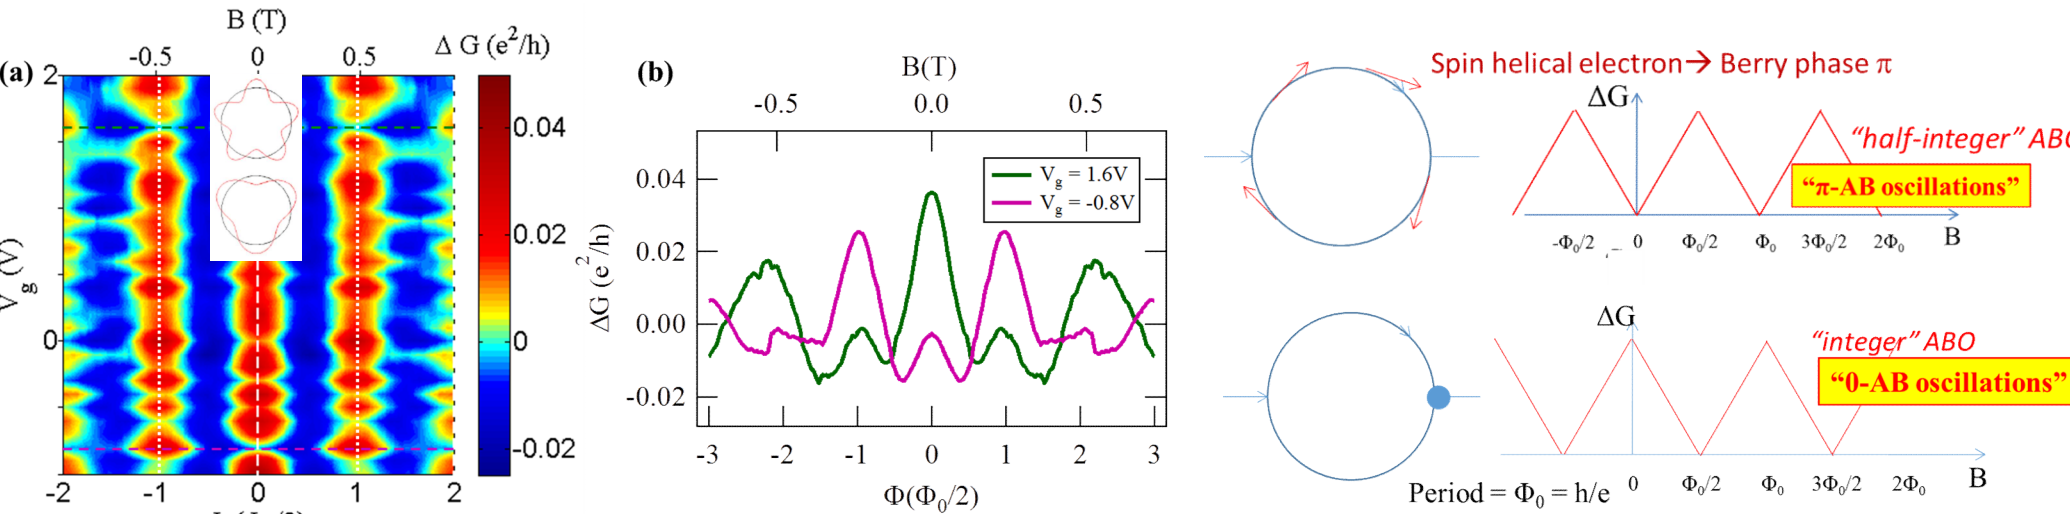 (a)
B (T)
-0.5 0 0.5
Δ G (e²/h)
2
0
V_g (V)
-2 -1 0 1 2
0.04
0.02
0
-0.02
(b)
B(T)
-0.5 0.0 0.5
V_g = 1.6V
V_g = -0.8V
0.04
0.02
0.00
-0.02
ΔG (e²/h)
-3 -2 -1 0 1 2 3
Φ(Φ₀/2)
Spin helical electron→ Berry phase π
ΔG
"half-integer" ABO
"π-AB oscillations"
-Φ₀/2 0 Φ₀/2 Φ₀ 3Φ₀/2 2Φ₀ B
ΔG
"integer" ABO
"0-AB oscillations"
Period = Φ₀ = h/e 0 Φ₀/2 Φ₀ 3Φ₀/2 2Φ₀ B